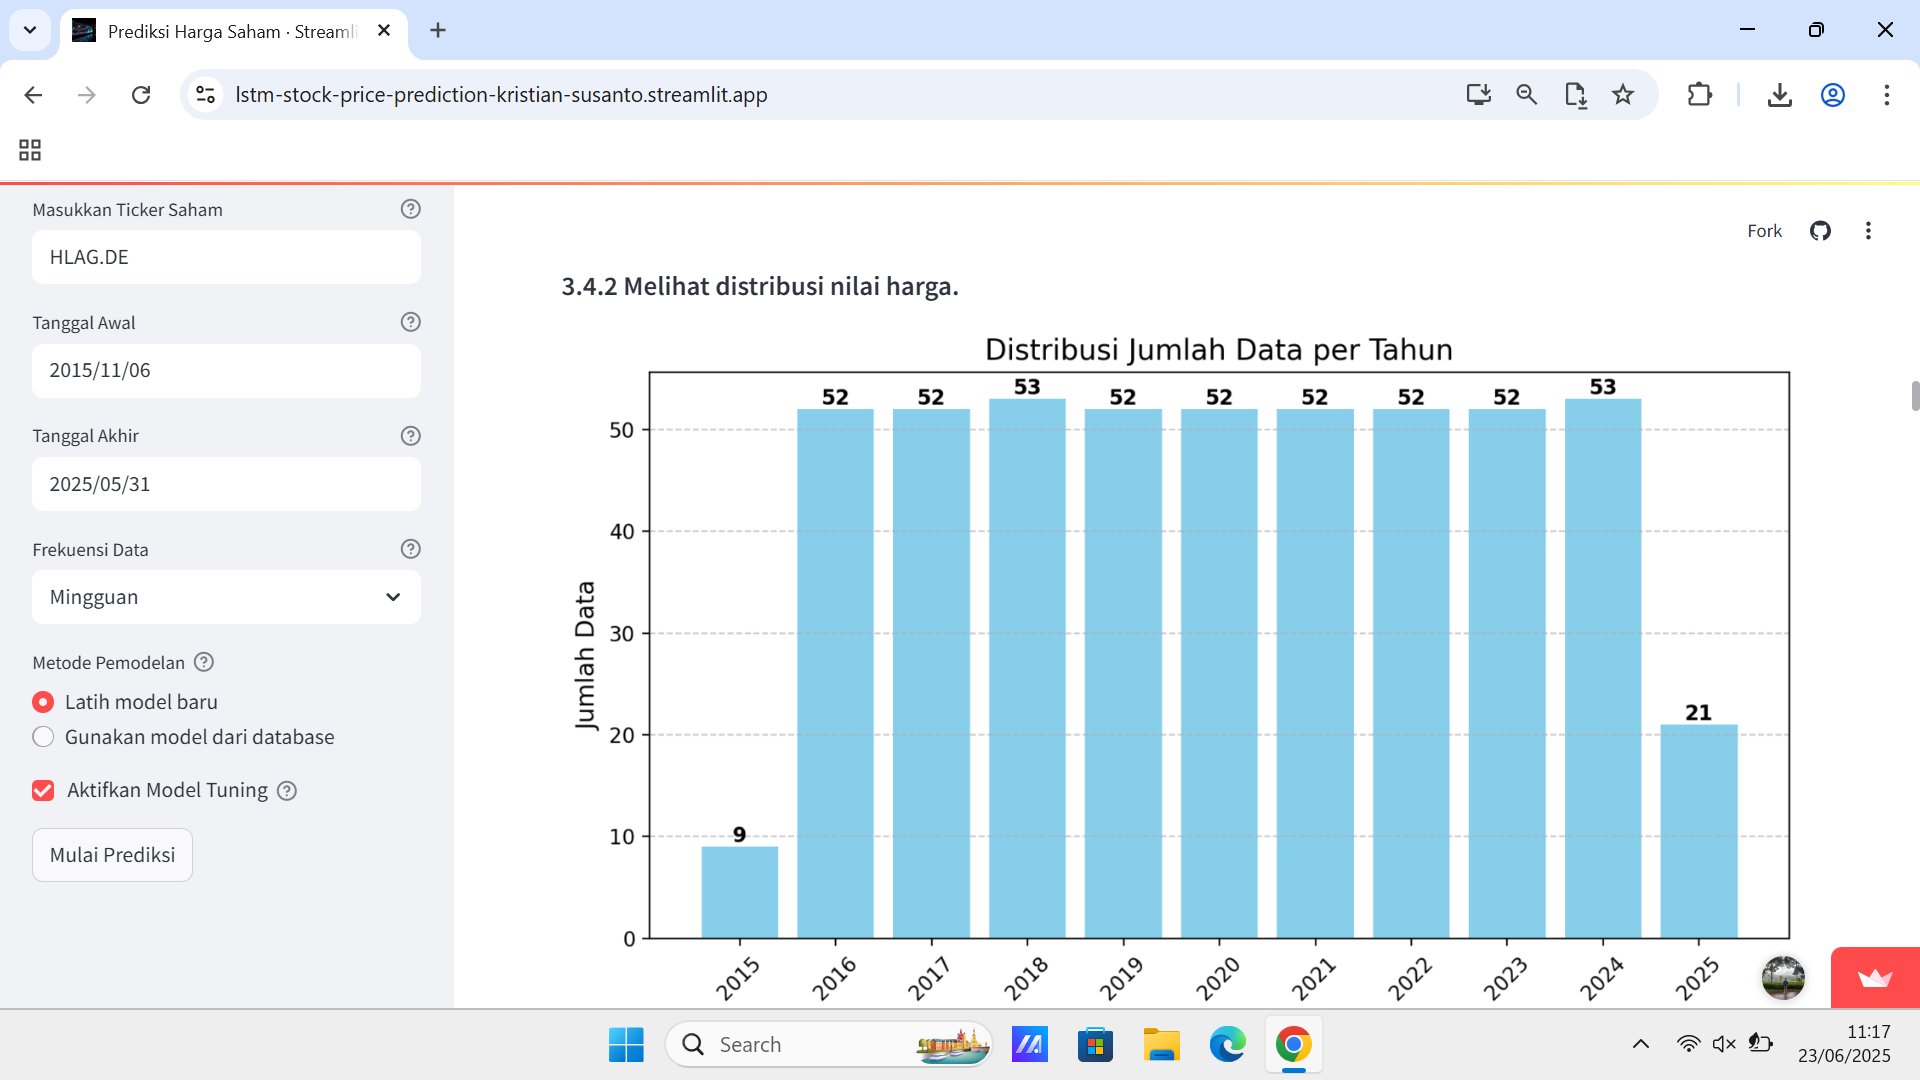 Prediksi Harga Saham · Streamli
lstm-stock-price-prediction-kristian-susanto.streamlit.app
Masukkan Ticker Saham
HLAG.DE
Tanggal Awal
2015/11/06
Tanggal Akhir
2025/05/31
Frekuensi Data
Mingguan
Metode Pemodelan
Latih model baru
Gunakan model dari database
Aktifkan Model Tuning
Mulai Prediksi
Fork
3.4.2 Melihat distribusi nilai harga.
Distribusi Jumlah Data per Tahun
Jumlah Data
50
40
30
20
10
0
9
52
52
53
52
52
52
52
52
53
21
2015
2016
2017
2018
2019
2020
2021
2022
2023
2024
2025
Search
11:17
23/06/2025